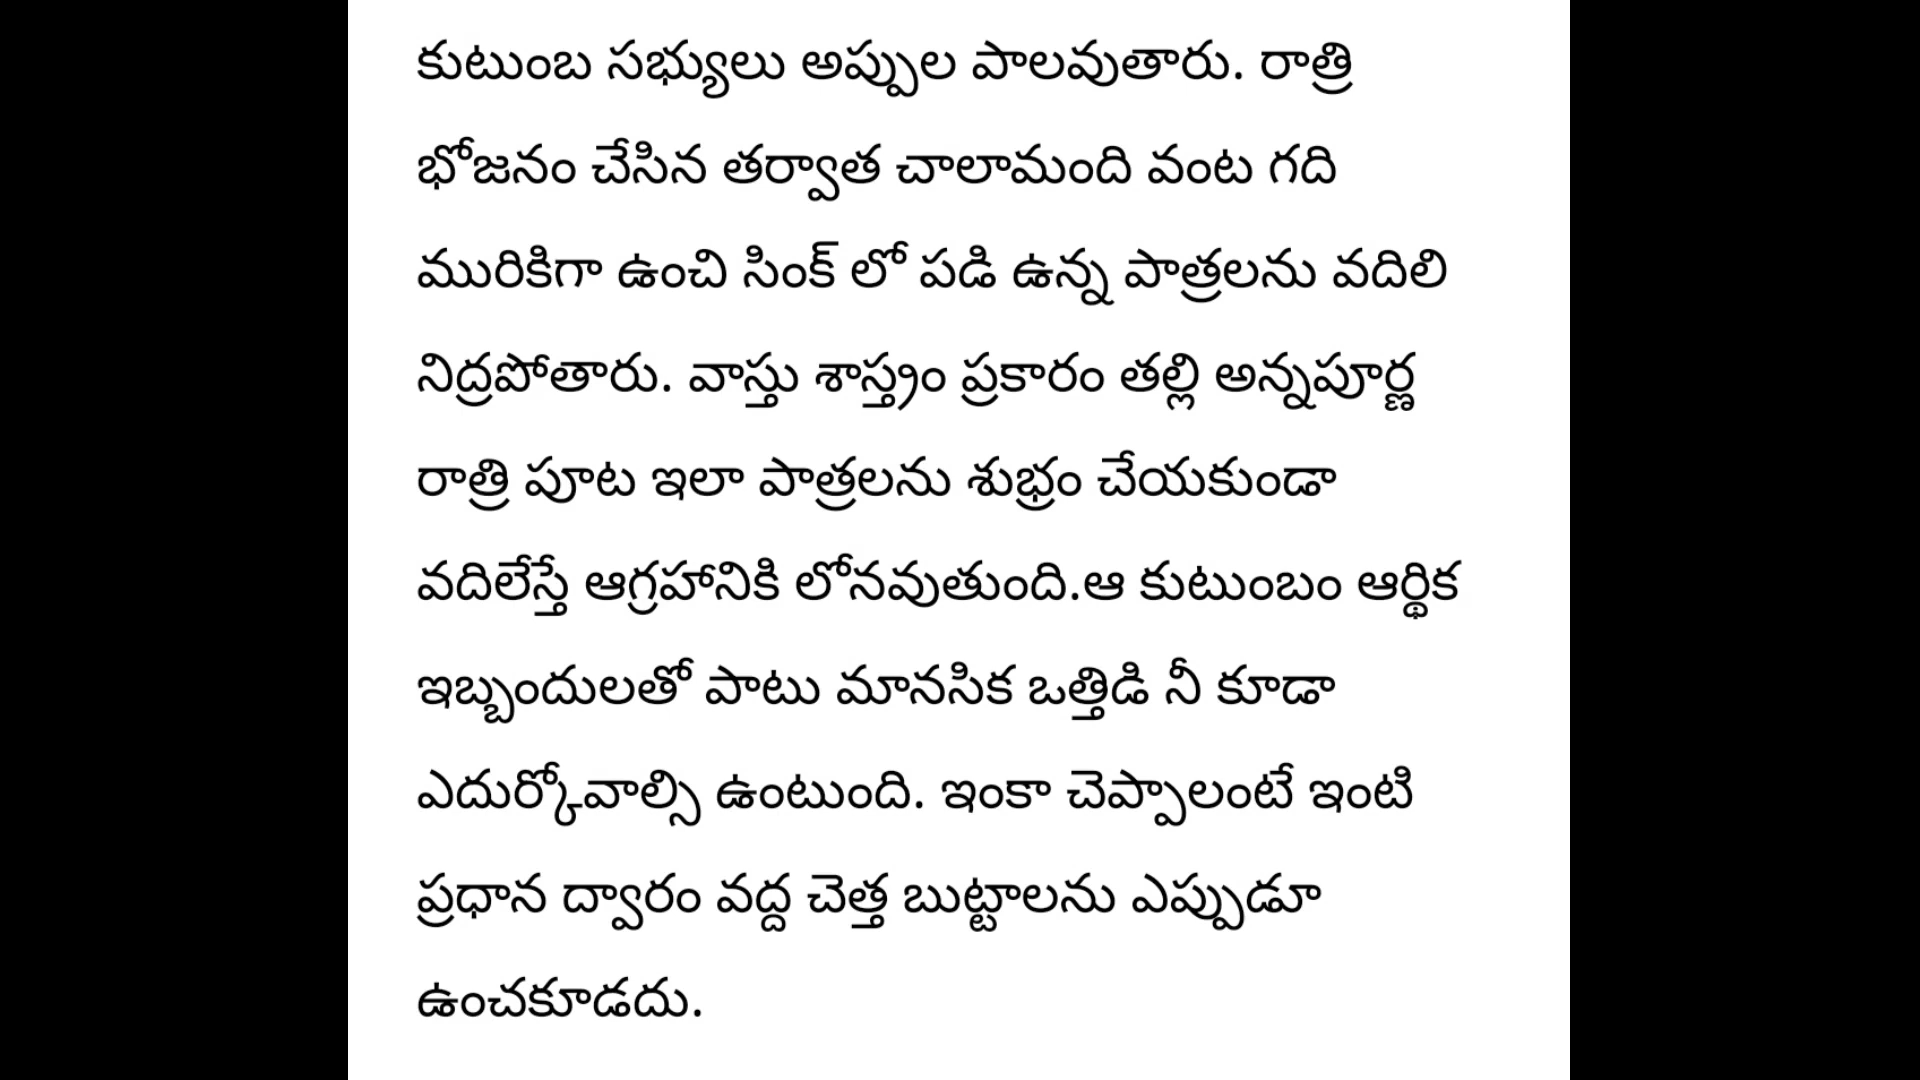 కుటుంబ సభ్యులు అప్పుల పాలవుతారు. రాత్రి
భోజనం చేసిన తర్వాత చాలామంది వంట గది
మురికిగా ఉంచి సింక్ లో పడి ఉన్న పాత్రలను వదిలి
నిద్రపోతారు. వాస్తు శాస్త్రం ప్రకారం తల్లి అన్నపూర్ణ
రాత్రి పూట ఇలా పాత్రలను శుభ్రం చేయకుండా
వదిలేస్తే ఆగ్రహానికి లోనవుతుంది.ఆ కుటుంబం ఆర్థిక
ఇబ్బందులతో పాటు మానసిక ఒత్తిడి నీ కూడా
ఎదుర్కోవాల్సి ఉంటుంది. ఇంకా చెప్పాలంటే ఇంటి
ప్రధాన ద్వారం వద్ద చెత్త బుట్టాలను ఎప్పుడూ
ఉంచకూడదు.